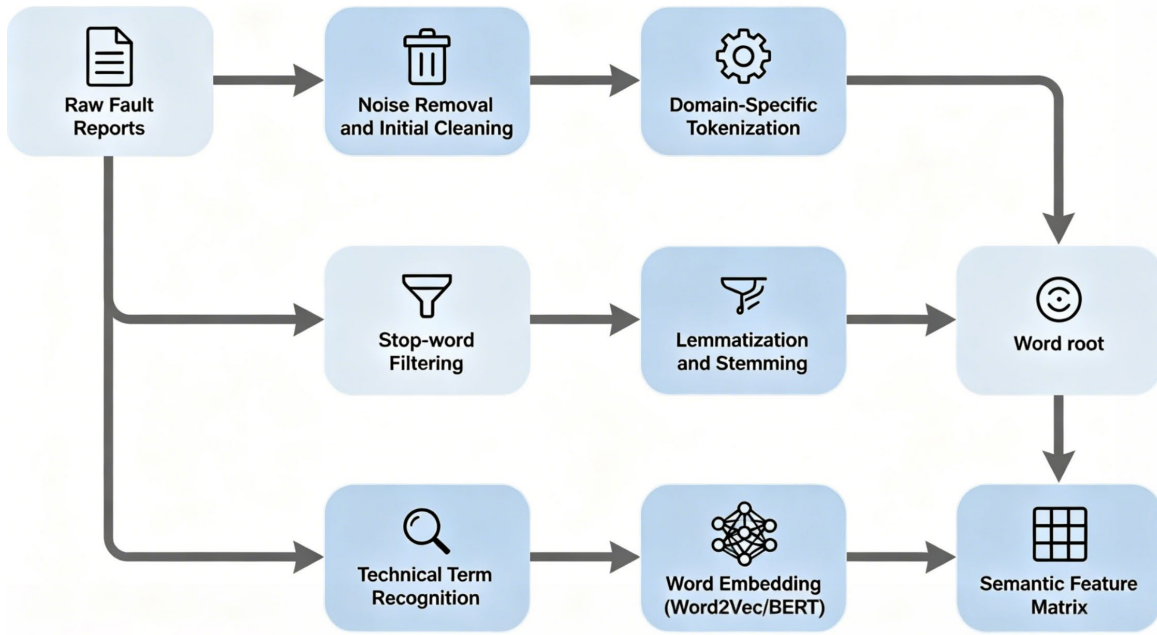 Raw Fault
Reports
Noise Removal
and Initial Cleaning
Domain-Specific
Tokenization
Stop-word
Filtering
Lemmatization
and Stemming
Word root
Technical Term
Recognition
Word Embedding
(Word2Vec/BERT)
Semantic Feature
Matrix